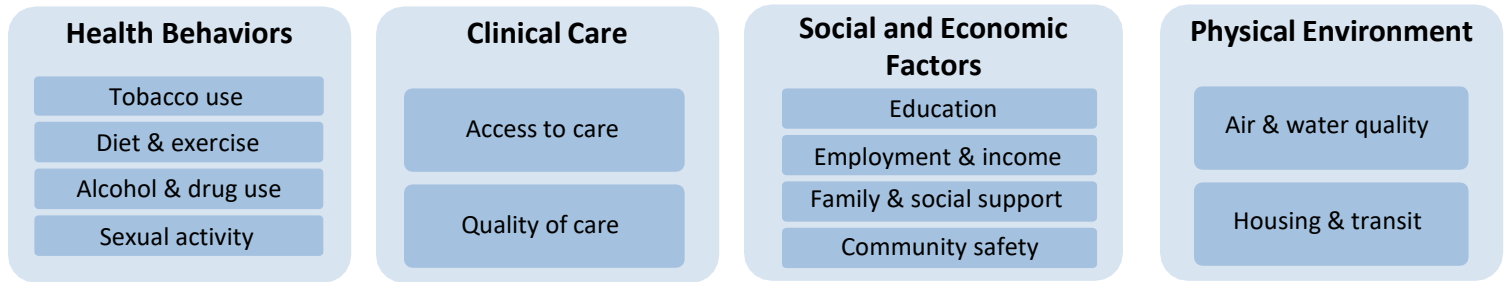 Health Behaviors
Tobacco use
Diet & exercise
Alcohol & drug use
Sexual activity
Clinical Care
Access to care
Quality of care
Social and Economic
Factors
Education
Employment & income
Family & social support
Community safety
Physical Environment
Air & water quality
Housing & transit